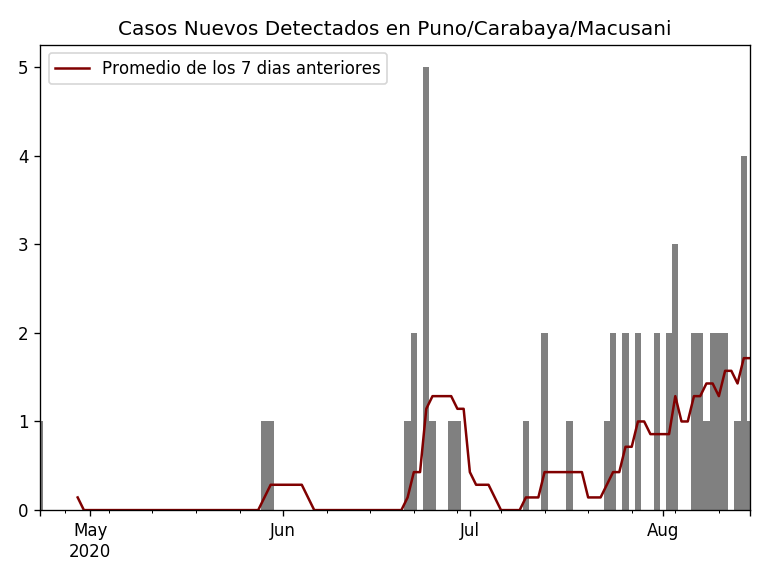 Casos Nuevos Detectados en Puno/Carabaya/Macusani
Promedio de los 7 dias anteriores
5
4
3
2
1
0
May
2020
Jun
Jul
Aug